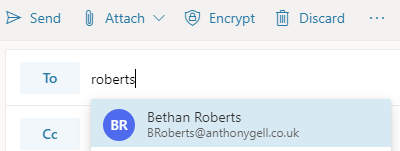 Send Attach Encrypt Discard ...
To roberts
BR Bethan Roberts
BRoberts@anthonygell.co.uk
Cc